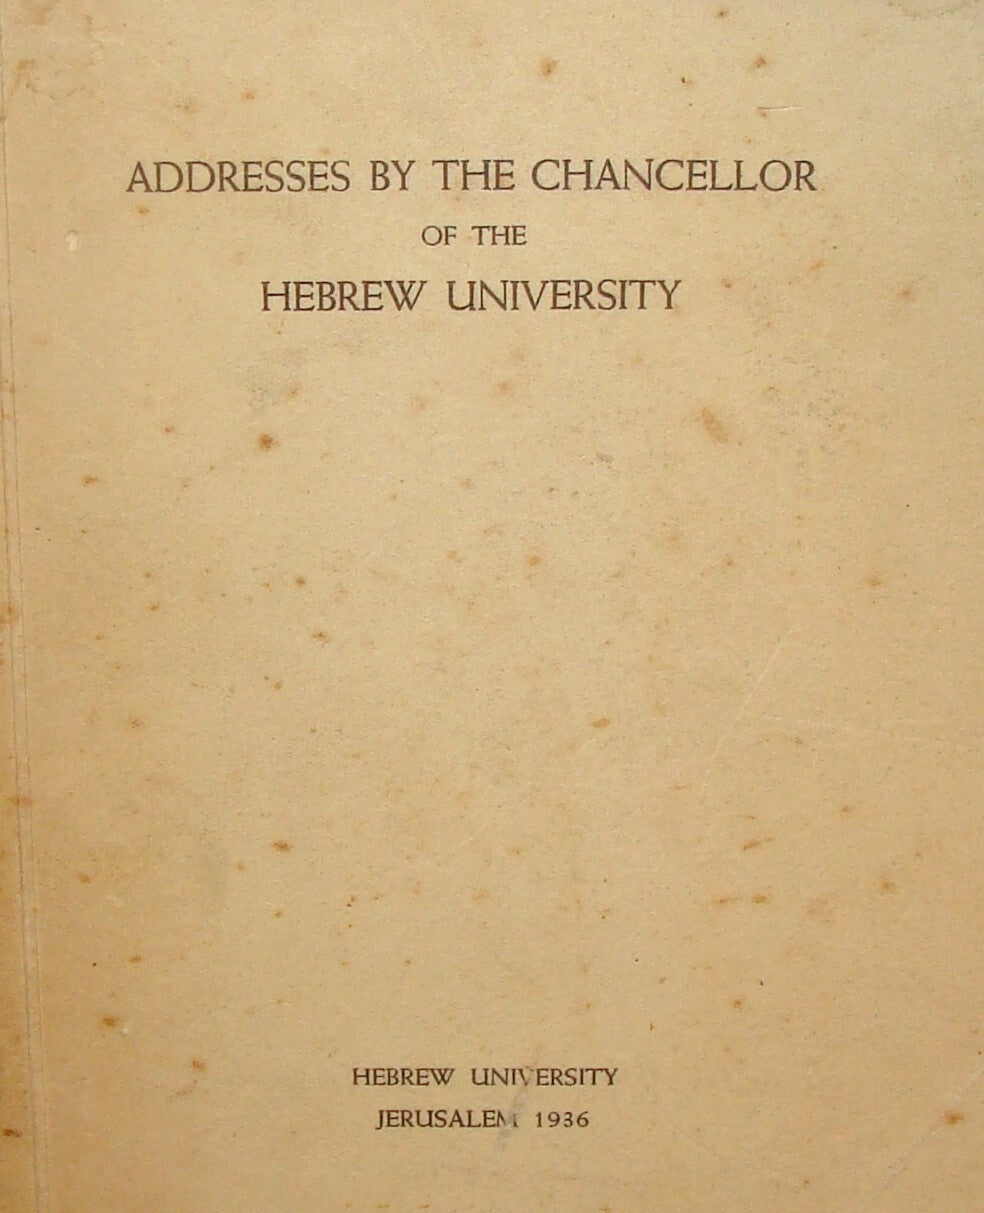 ADDRESSES BY THE CHANCELLOR
OF THE
HEBREW UNIVERSITY
HEBREW UNIVERSITY
JERUSALEM 1936